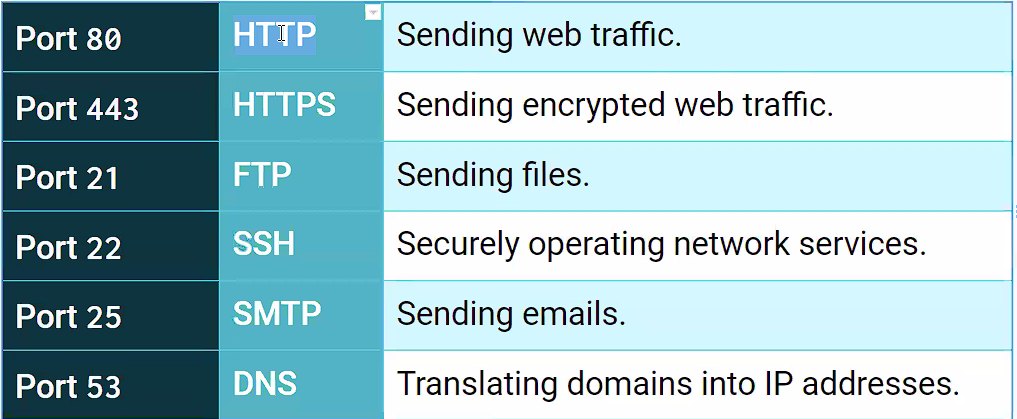 Port 80 HTTP Sending web traffic.
Port 443 HTTPS Sending encrypted web traffic.
Port 21 FTP Sending files.
Port 22 SSH Securely operating network services.
Port 25 SMTP Sending emails.
Port 53 DNS Translating domains into IP addresses.